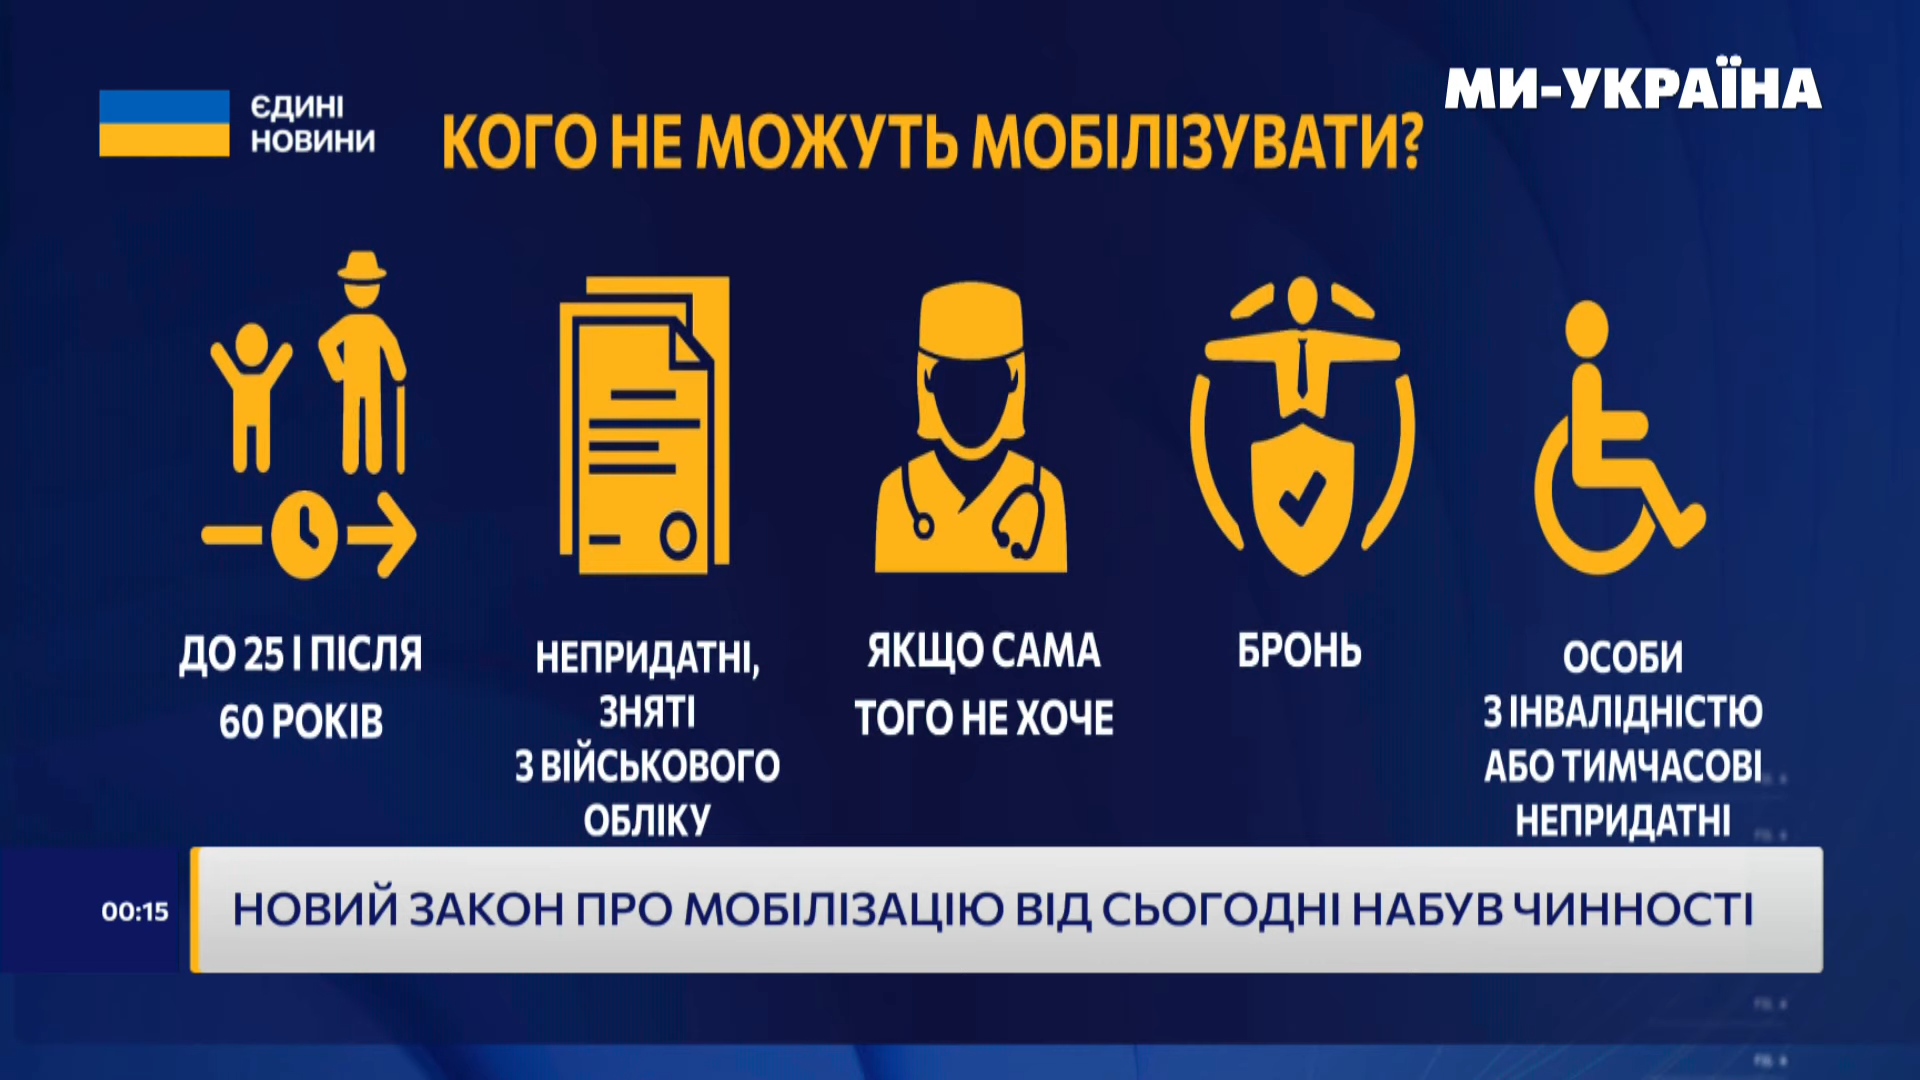 ЄДИНІ
НОВИНИ
КОГО НЕ МОЖУТЬ МОБІЛІЗУВАТИ?
МИ-УКРАЇНА
ДО 25 І ПІСЛЯ
60 РОКІВ
НЕПРИДАТНІ,
ЗНЯТІ
З ВІЙСЬКОВОГО
ОБЛІКУ
ЯКЩО САМА
ТОГО НЕ ХОЧЕ
БРОНЬ
ОСОБИ
З ІНВАЛІДНІСТЮ
АБО ТИМЧАСОВІ
НЕПРИДАТНІ
00:15
НОВИЙ ЗАКОН ПРО МОБІЛІЗАЦІЮ ВІД СЬОГОДНІ НАБУВ ЧИННОСТІ